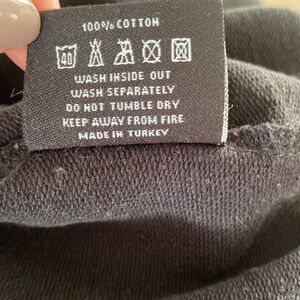 100% COTTON
40
WASH INSIDE OUT
WASH SEPARATELY
DO NOT TUMBLE DRY
KEEP AWAY FROM FIRE
MADE IN TURKEY